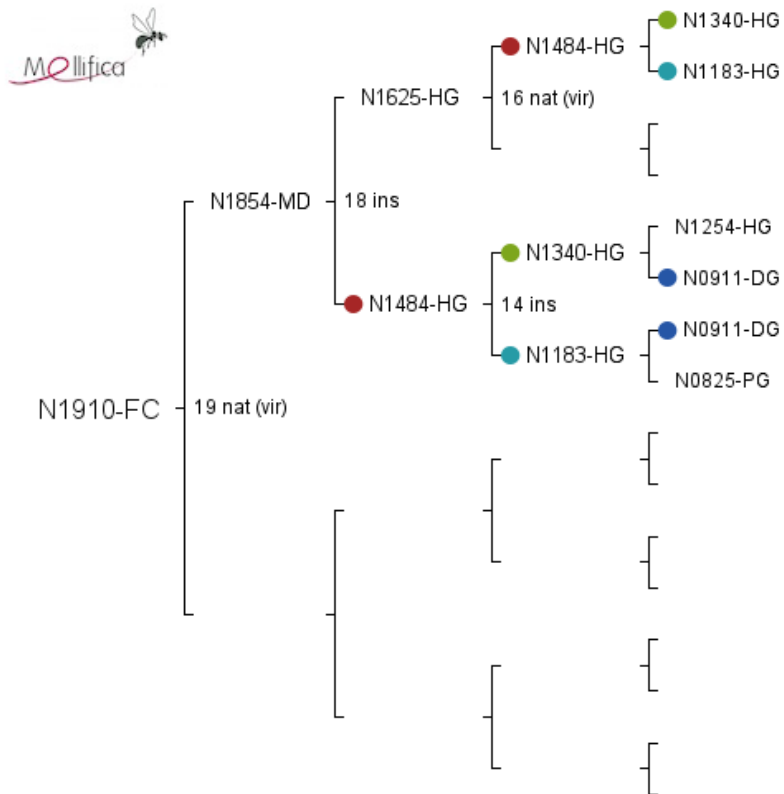 Mellifica
N1340-HG
N1484-HG
N1183-HG
N1625-HG
16 nat (vir)
N1854-MD
18 ins
N1254-HG
N1340-HG
N0911-DG
N1484-HG
14 ins
N0911-DG
N1183-HG
N0825-PG
N1910-FC
19 nat (vir)